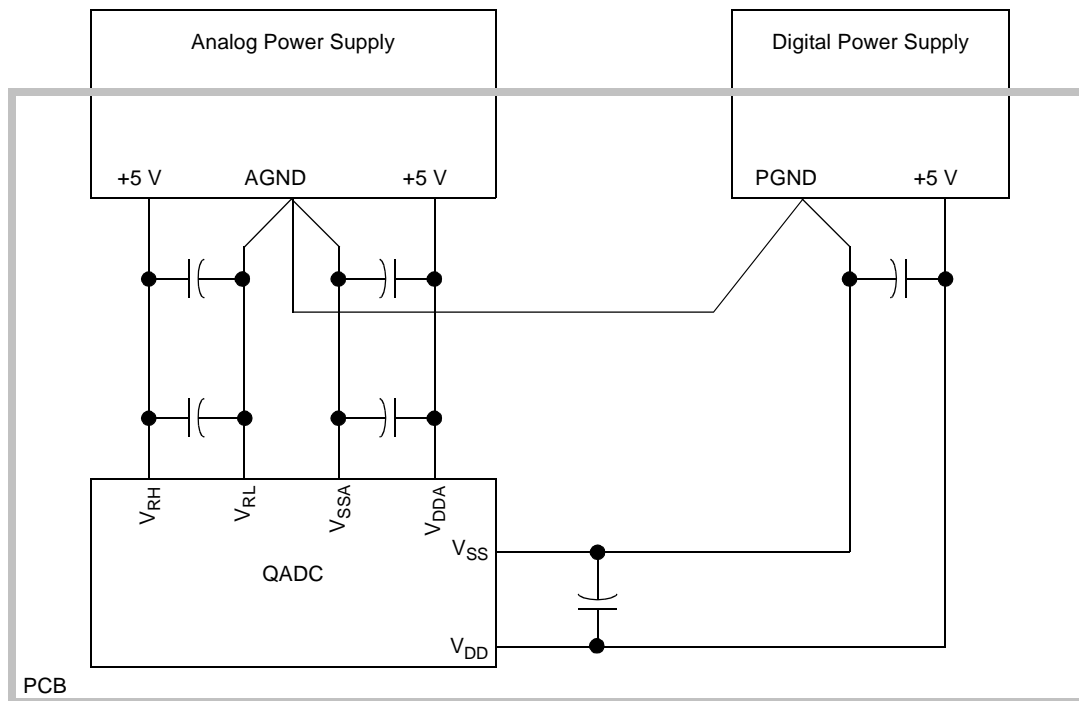 Analog Power Supply
Digital Power Supply
+5 V
AGND
+5 V
PGND
+5 V
VRH
VRL
VSSA
VDDA
VSS
QADC
VDD
PCB